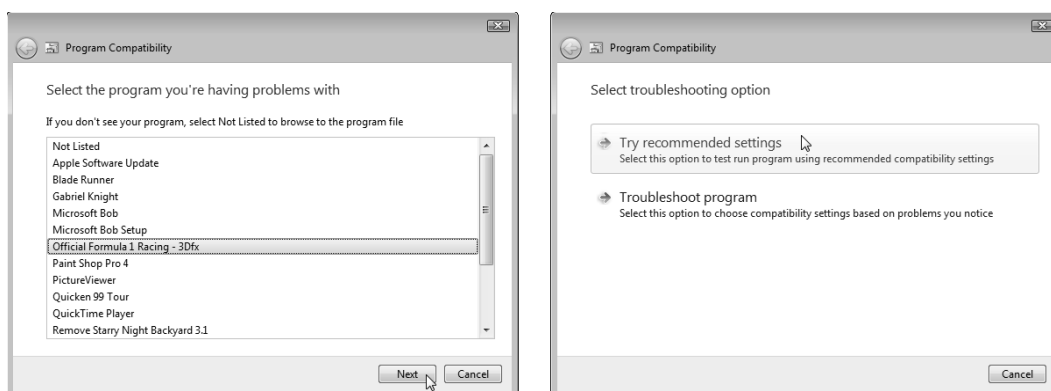 Program Compatibility
Select the program you're having problems with
If you don't see your program, select Not Listed to browse to the program file
Not Listed
Apple Software Update
Blade Runner
Gabriel Knight
Microsoft Bob
Microsoft Bob Setup
Official Formula 1 Racing - 3Dfx
Paint Shop Pro 4
PictureViewer
Quicken 99 Tour
QuickTime Player
Remove Starry Night Backyard 3.1
Next
Cancel
Program Compatibility
Select troubleshooting option
Try recommended settings
Select this option to test run program using recommended compatibility settings
Troubleshoot program
Select this option to choose compatibility settings based on problems you notice
Cancel